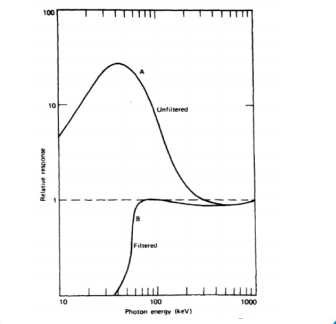 100
A
10
Unfiltered
Relative response
1
B
Filtered
10
100
1000
Photon energy (keV)